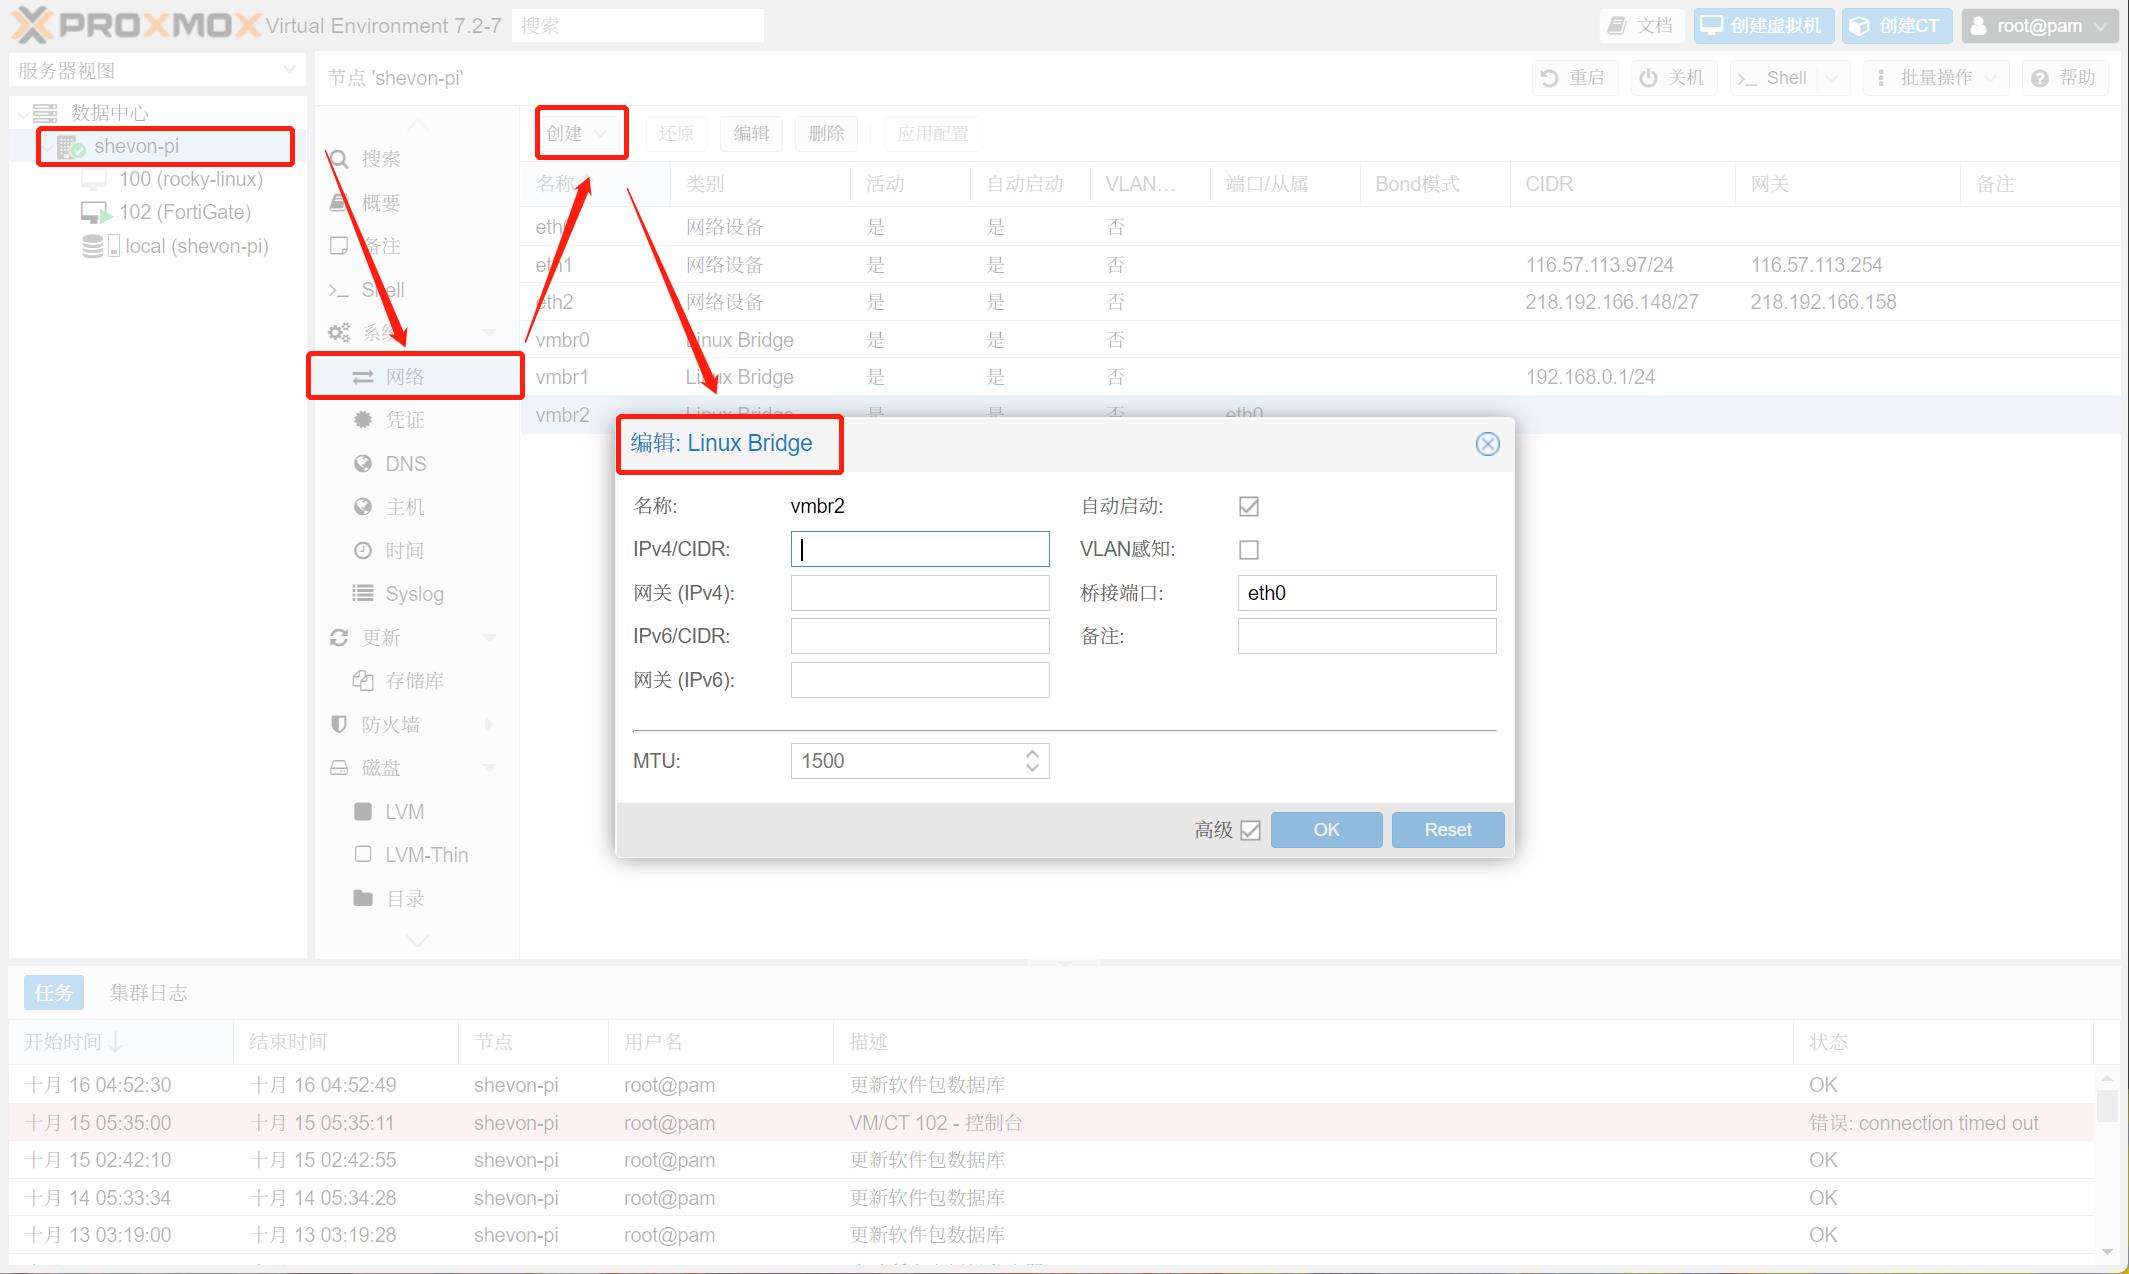 PROXMOX Virtual Environment 7.2-7 搜索 文档 创建虚拟机 创建CT root@pam
服务器视图
数据中心
shevon-pi
100 (rocky-linux)
102 (FortiGate)
local (shevon-pi)
节点 'shevon-pi' 重启 关机 Shell 批量操作 帮助
搜索
概要
备注
Shell
系统
网络
凭证
DNS
主机
时间
Syslog
更新
存储库
防火墙
磁盘
LVM
LVM-Thin
目录
创建 还原 编辑 删除 应用配置
名称 类别 活动 自动启动 VLAN... 端口/从属 Bond模式 CIDR 网关 备注
eth0 网络设备 是 是 否
eth1 网络设备 是 是 否 116.57.113.97/24 116.57.113.254
eth2 网络设备 是 是 否 218.192.166.148/27 218.192.166.158
vmbr0 Linux Bridge 是 是 否
vmbr1 Linux Bridge 是 是 否 192.168.0.1/24
vmbr2 Linux Bridge 是 是 否 eth0
编辑: Linux Bridge
名称: vmbr2 自动启动:
IPv4/CIDR: VLAN感知:
网关 (IPv4): 桥接端口: eth0
IPv6/CIDR: 备注:
网关 (IPv6):
MTU: 1500
高级 OK Reset
任务 集群日志
开始时间 结束时间 节点 用户名 描述 状态
十月 16 04:52:30 十月 16 04:52:49 shevon-pi root@pam 更新软件包数据库 OK
十月 15 05:35:00 十月 15 05:35:11 shevon-pi root@pam VM/CT 102 - 控制台 错误: connection timed out
十月 15 02:42:10 十月 15 02:42:55 shevon-pi root@pam 更新软件包数据库 OK
十月 14 05:33:34 十月 14 05:34:28 shevon-pi root@pam 更新软件包数据库 OK
十月 13 03:19:00 十月 13 03:19:28 shevon-pi root@pam 更新软件包数据库 OK